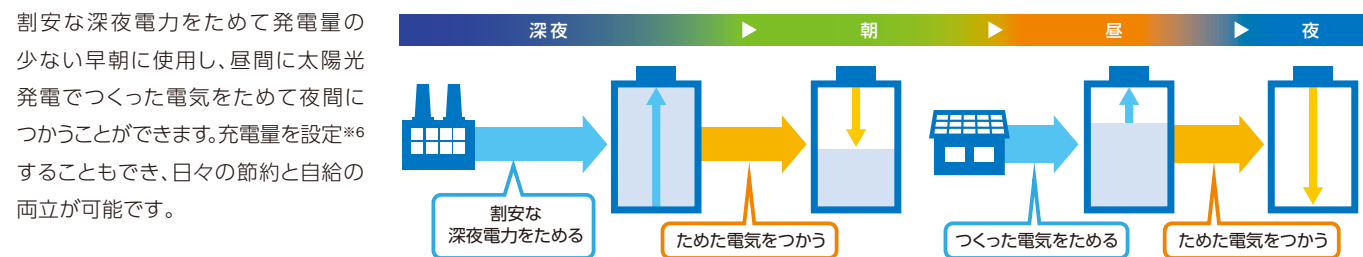 割安な深夜電力をためて発電量の
少ない早朝に使用し、昼間に太陽光
発電でつくった電気をためて夜間に
つかうことができます。充電量を設定※6
することもでき、日々の節約と自給の
両立が可能です。
深夜 ▶ 朝 ▶ 昼 ▶ 夜
割安な
深夜電力をためる
ためた電気をつかう
つくった電気をためる
ためた電気をつかう